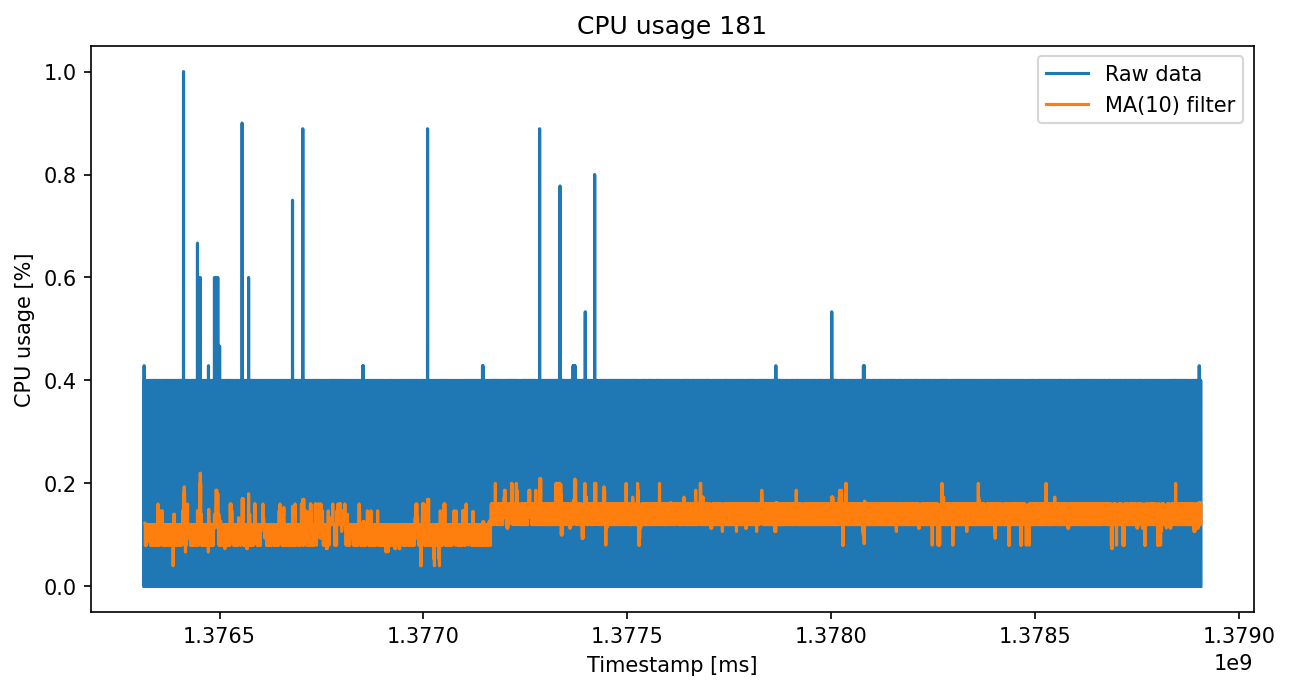 CPU usage 181
Raw data
MA(10) filter
CPU usage [%]
1.0
0.8
0.6
0.4
0.2
0.0
1.3765 1.3770 1.3775 1.3780 1.3785 1.3790
Timestamp [ms]
1e9